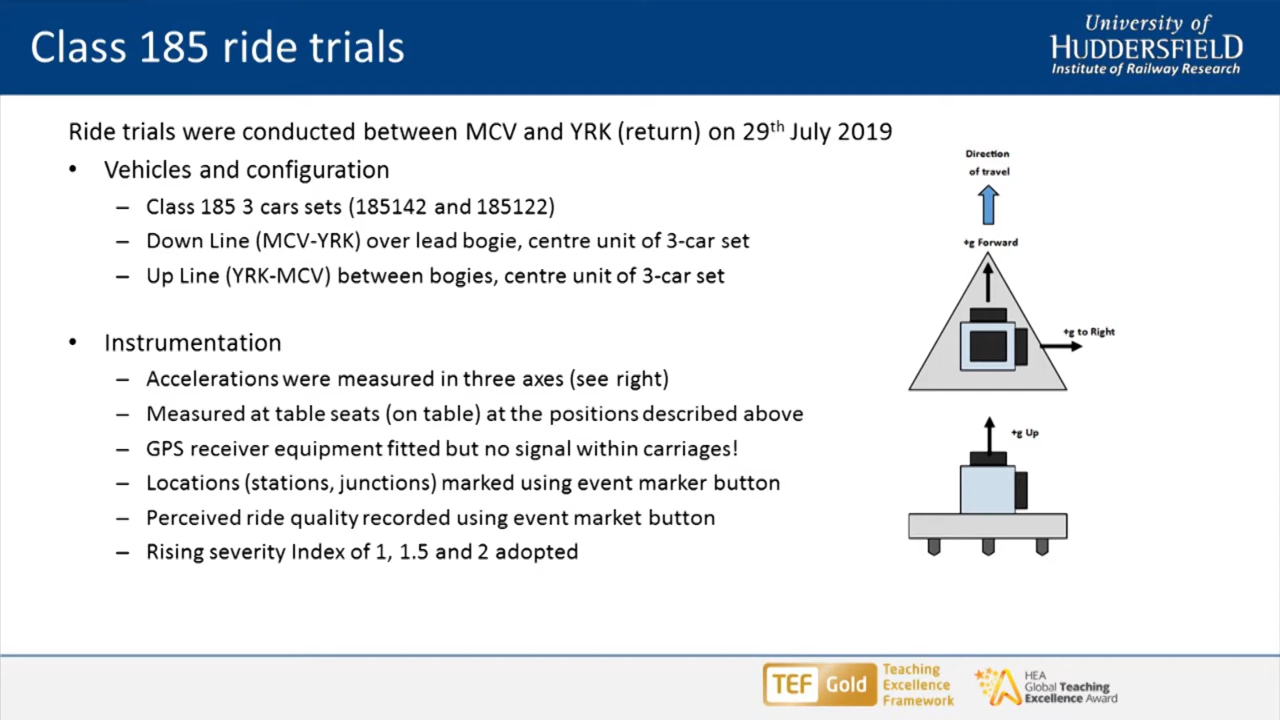 Class 185 ride trials
University of
HUDDERSFIELD
Institute of Railway Research
Ride trials were conducted between MCV and YRK (return) on 29th July 2019
• Vehicles and configuration
– Class 185 3 cars sets (185142 and 185122)
– Down Line (MCV-YRK) over lead bogie, centre unit of 3-car set
– Up Line (YRK-MCV) between bogies, centre unit of 3-car set
• Instrumentation
– Accelerations were measured in three axes (see right)
– Measured at table seats (on table) at the positions described above
– GPS receiver equipment fitted but no signal within carriages!
– Locations (stations, junctions) marked using event marker button
– Perceived ride quality recorded using event market button
– Rising severity Index of 1, 1.5 and 2 adopted
Direction
of travel
+g Forward
+g to Right
+g Up
TEF Gold
Teaching
Excellence
Framework
HEA
Global Teaching
Excellence Award